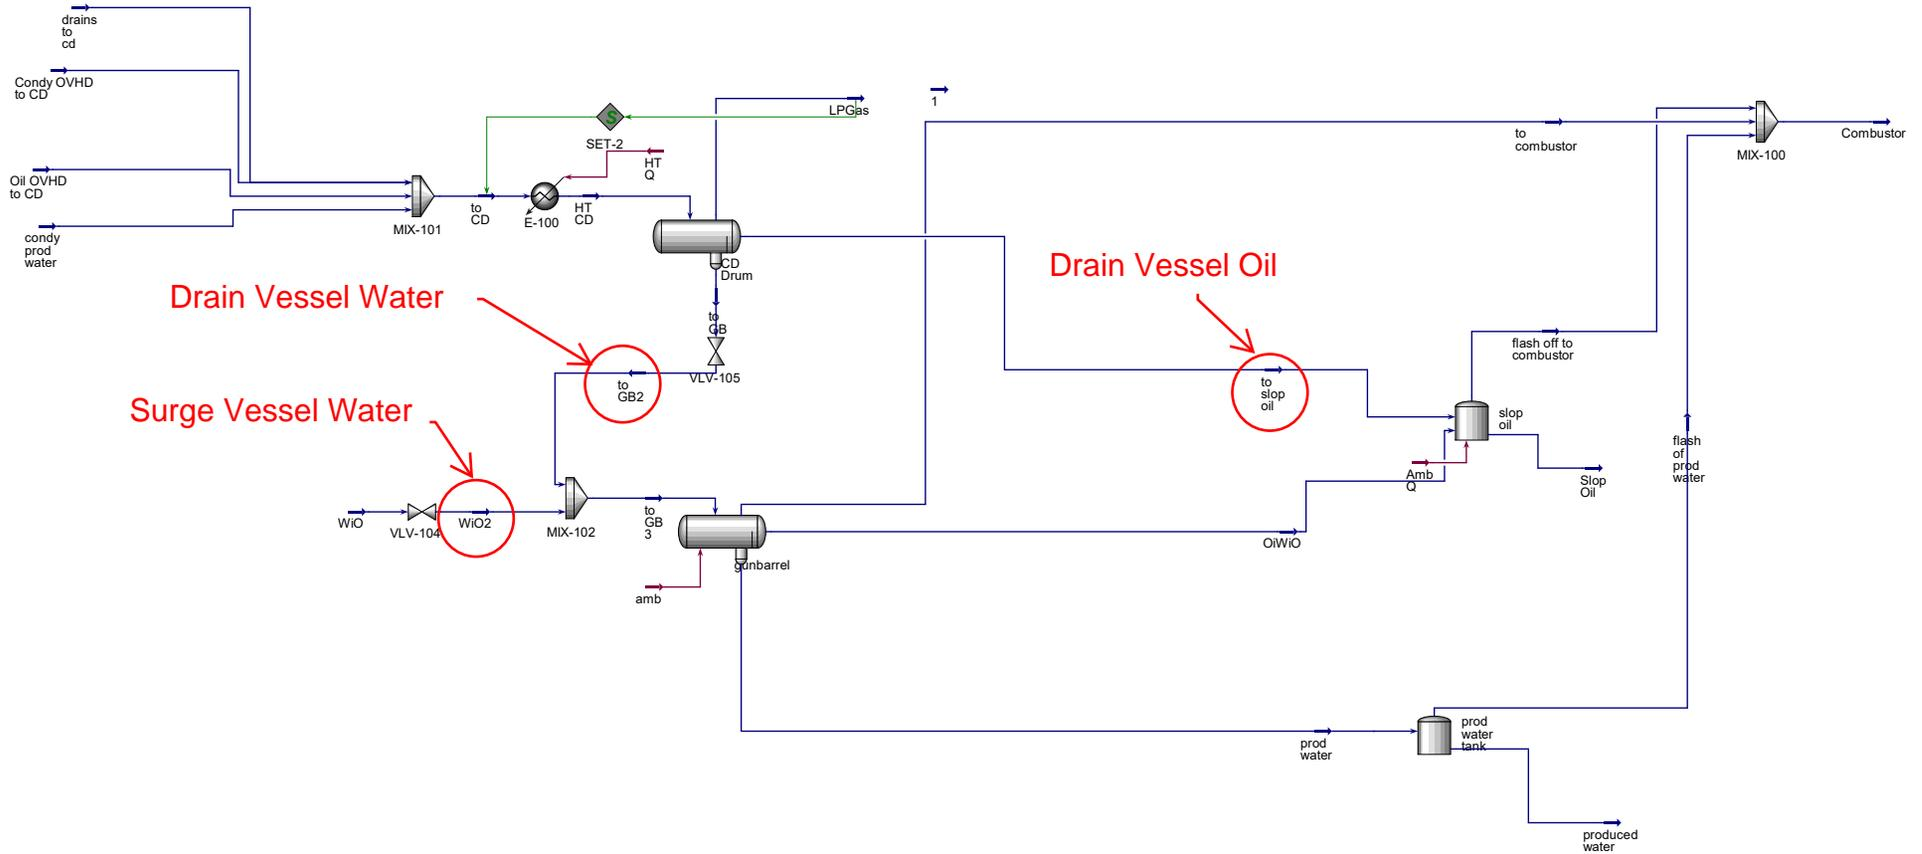 drains
to
cd
Condy OVHD
to CD
Oil OVHD
to CD
condy
prod
water
MIX-101
to
CD
SET-2
HT
Q
E-100
HT
CD
LPGas
1
CD
Drum
to
GB
VLV-105
Drain Vessel Water
to
GB2
Surge Vessel Water
WiO
VLV-104
WiO2
MIX-102
to
GB
3
gunbarrel
amb
Drain Vessel Oil
to
slop
oil
OiWiO
Amb
Q
slop
oil
Slop
Oil
flash off to
combustor
to
combustor
MIX-100
Combustor
flash
of
prod
water
prod
water
prod
water
tank
produced
water
S